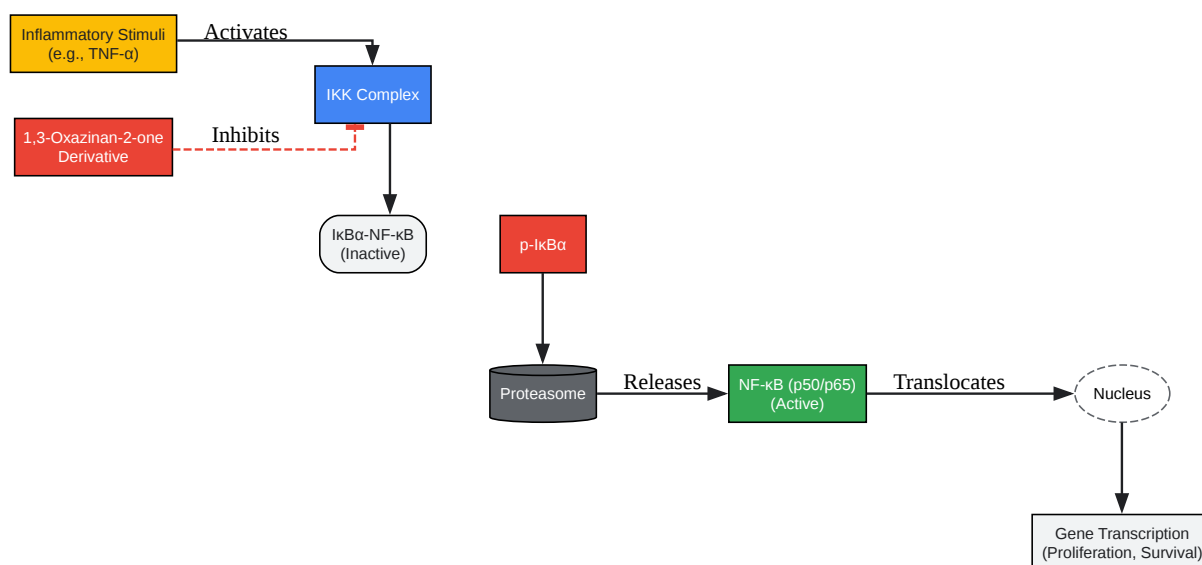 Inflammatory Stimuli
(e.g., TNF-α)
Activates
IKK Complex
1,3-Oxazinan-2-one
Derivative
Inhibits
IκBα-NF-κB
(Inactive)
p-IκBα
Proteasome
Releases
NF-κB (p50/p65)
(Active)
Translocates
Nucleus
Gene Transcription
(Proliferation, Survival)